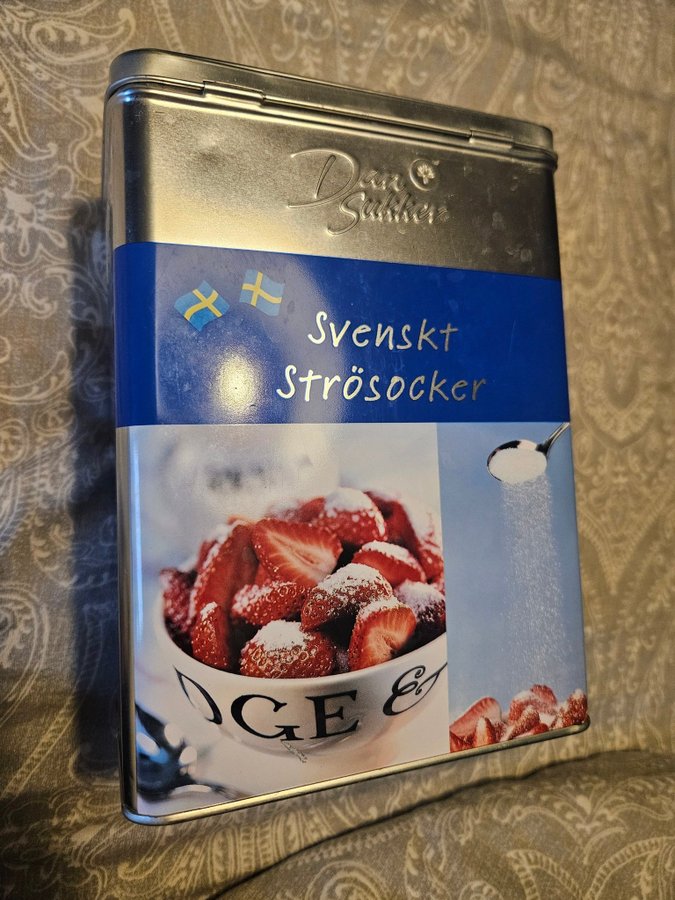 Dan
Sukker
Svenskt
Strösocker
DGE &